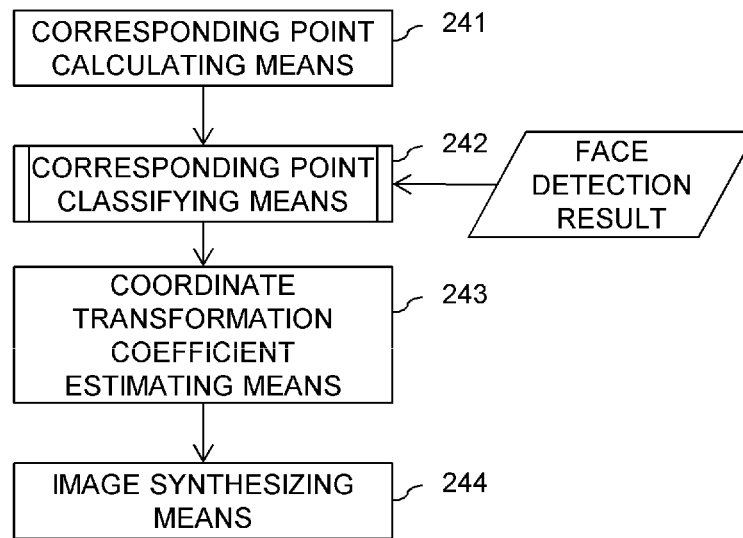 CORRESPONDING POINT
CALCULATING MEANS
241
CORRESPONDING POINT
CLASSIFYING MEANS
242
FACE
DETECTION
RESULT
COORDINATE
TRANSFORMATION
COEFFICIENT
ESTIMATING MEANS
243
IMAGE SYNTHESIZING
MEANS
244